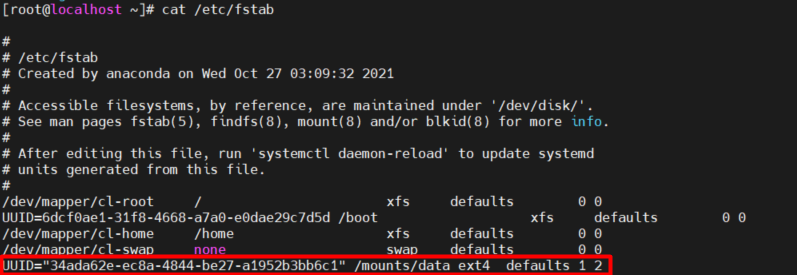 [root@localhost ~]# cat /etc/fstab
#
# /etc/fstab
# Created by anaconda on Wed Oct 27 03:09:32 2021
#
# Accessible filesystems, by reference, are maintained under '/dev/disk/'.
# See man pages fstab(5), findfs(8), mount(8) and/or blkid(8) for more info.
#
# After editing this file, run 'systemctl daemon-reload' to update systemd
# units generated from this file.
#
/dev/mapper/cl-root / xfs defaults 0 0
UUID=6dcf0ae1-31f8-4668-a7a0-e0dae29c7d5d /boot xfs defaults 0 0
/dev/mapper/cl-home /home xfs defaults 0 0
/dev/mapper/cl-swap none swap defaults 0 0
UUID="34ada62e-ec8a-4844-be27-a1952b3bb6c1" /mounts/data ext4 defaults 1 2